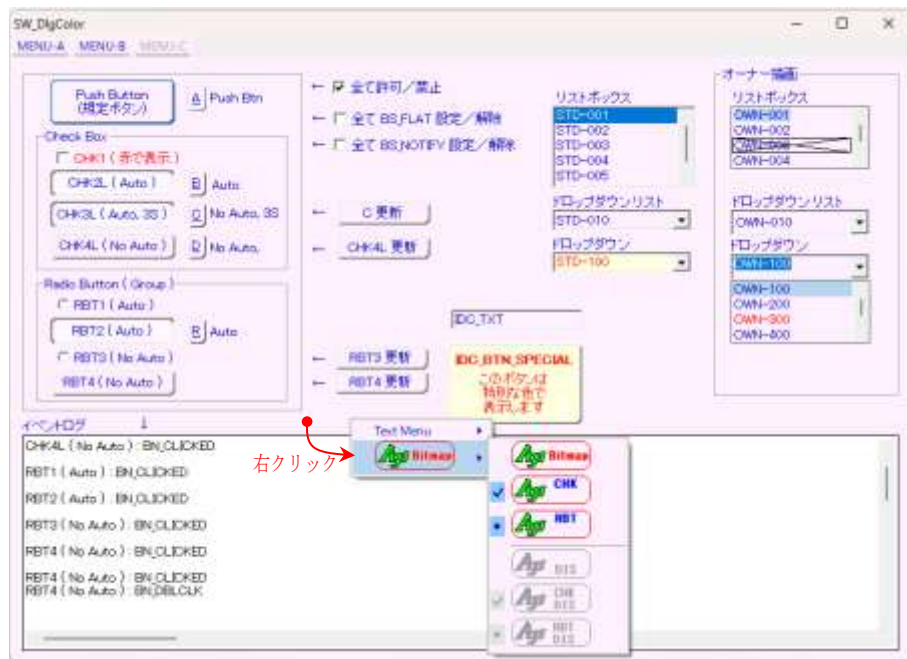 SW_DlgColor
MENU-A MENU-B MENU-C
Push Button
(規定ボタン)
A Push Btn
← 全て許可／禁止
← 全て BS_FLAT 設定／解除
← 全て BS_NOTIFY 設定／解除
Check Box
CHK1 ( 赤で表示 )
CHK2L ( Auto )
B Auto
CHK3L ( Auto, 3S )
C No Auto, 3S
← C 更新
CHK4L ( No Auto )
D No Auto,
← CHK4L 更新
Radio Button ( Group )
RBT1 ( Auto )
RBT2 ( Auto )
E Auto
RBT3 ( No Auto )
← RBT3 更新
RBT4 ( No Auto )
← RBT4 更新
リストボックス
STD-001
STD-002
STD-003
STD-004
STD-005
ドロップダウンリスト
STD-010
ドロップダウン
STD-100
オーナー描画
リストボックス
OWN-001
OWN-002
OWN-003
OWN-004
ドロップダウンリスト
OWN-010
ドロップダウン
OWN-100
OWN-100
OWN-200
OWN-300
OWN-400
IDC_TXT
IDC_BTN_SPECIAL
このボタンは
特別な色で
表示します
イベントログ ↓
CHK4L ( No Auto ) : BN_CLICKED
RBT1 ( Auto ) : BN_CLICKED
RBT2 ( Auto ) : BN_CLICKED
RBT3 ( No Auto ) : BN_CLICKED
RBT4 ( No Auto ) : BN_CLICKED
RBT4 ( No Auto ) : BN_CLICKED
RBT4 ( No Auto ) : BN_DBLCLK
右クリック
Text Menu
Bitmap
Bitmap
CHK
RBT
DIS
CHK
DIS
RBT
DIS